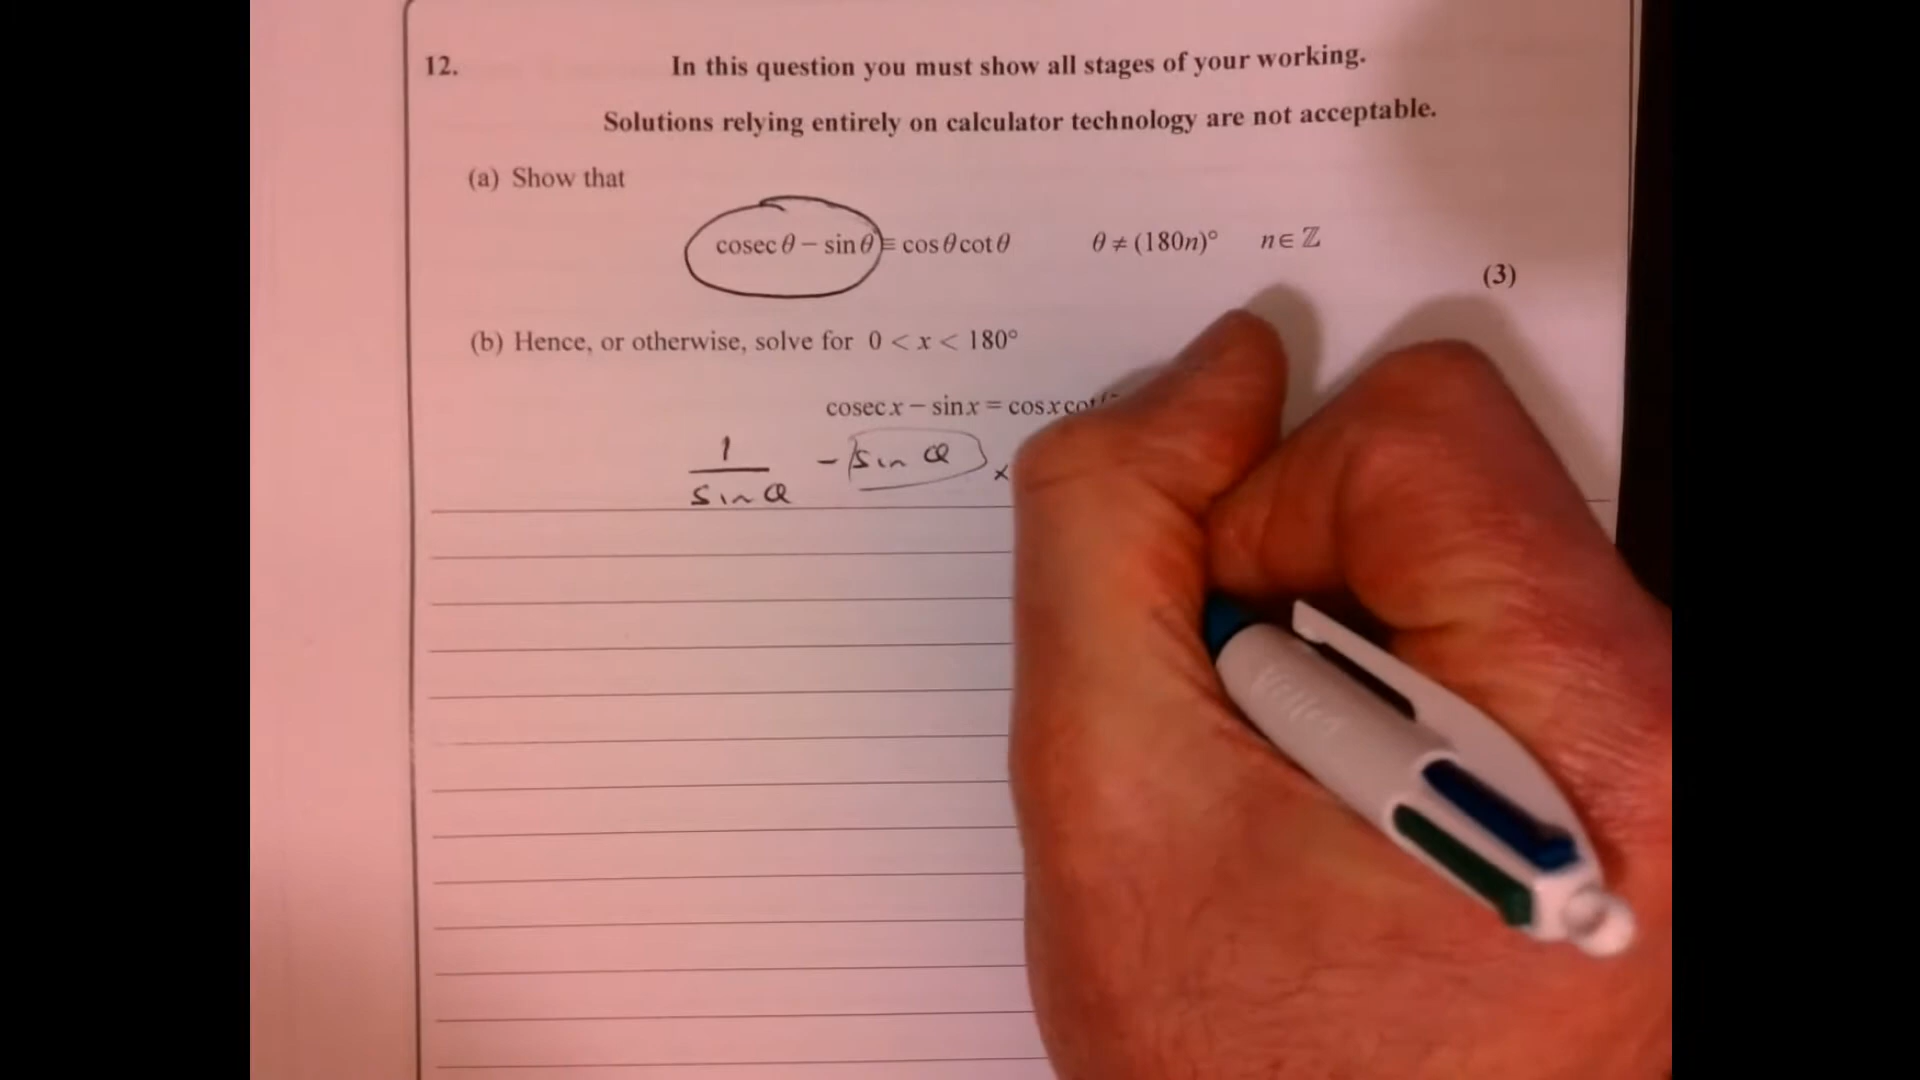 12. In this question you must show all stages of your working.
Solutions relying entirely on calculator technology are not acceptable.
(a) Show that
cosec θ − sin θ ≡ cos θ cot θ θ ≠ (180n)° n ∈ ℤ
(3)
(b) Hence, or otherwise, solve for 0 < x < 180°
cosec x − sin x = cos x cot
1
− sin θ ×
sin θ